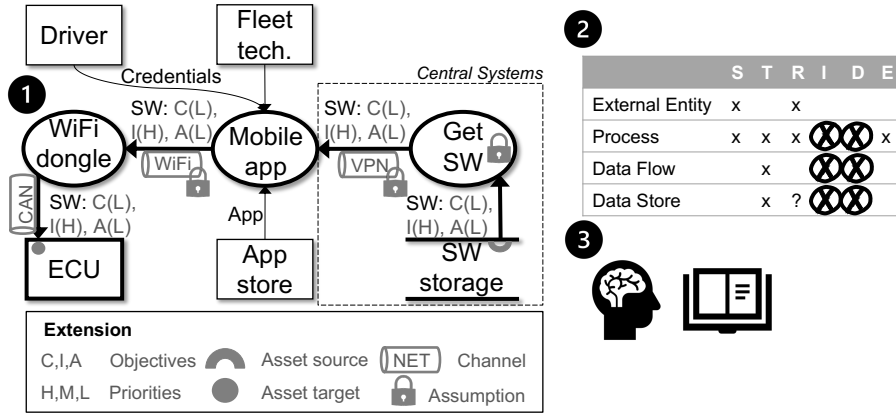 Driver
Fleet
tech.
Credentials
Central Systems
1
SW: C(L),
I(H), A(L)
SW: C(L),
I(H), A(L)
WiFi
dongle
Mobile
app
Get
SW
WiFi
VPN
CAN
SW: C(L),
I(H), A(L)
App
SW: C(L),
I(H), A(L)
ECU
App
store
SW
storage
Extension
C,I,A Objectives Asset source NET Channel
H,M,L Priorities Asset target Assumption
2
S T R I D E
External Entity x x
Process x x x X X x
Data Flow x X X
Data Store x ? X X
3